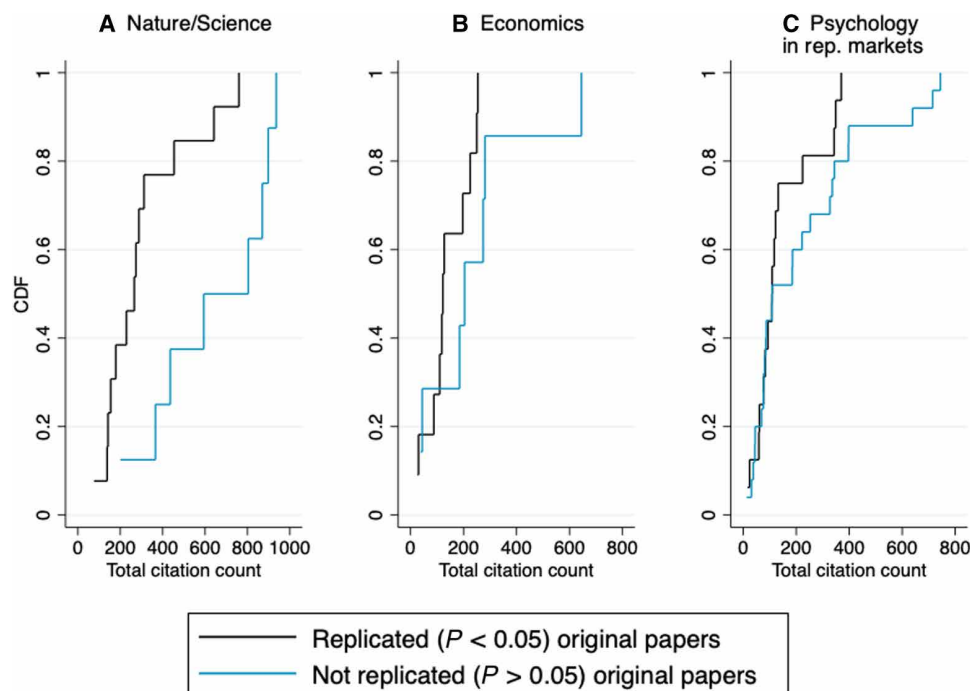 A Nature/Science
B Economics
C Psychology
in rep. markets
CDF
1
0.8
0.6
0.4
0.2
0
0 200 400 600 800 1000
Total citation count
1
0.8
0.6
0.4
0.2
0
0 200 400 600 800
Total citation count
1
0.8
0.6
0.4
0.2
0
0 200 400 600 800
Total citation count
Replicated (P < 0.05) original papers
Not replicated (P > 0.05) original papers